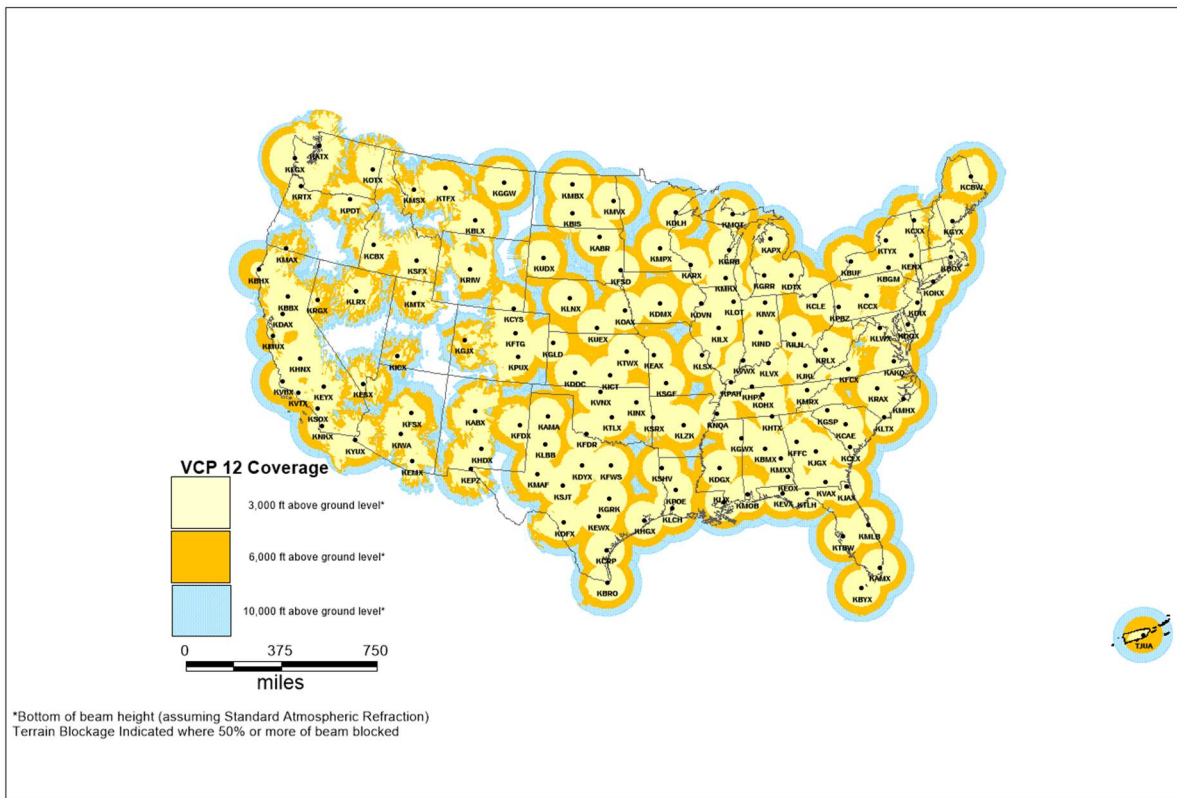 KATX
KLGX
KOTX
KRTX
KPDT
KMSX
KTFX
KGGW
KMBX
KMVX
KBIS
KBLX
KABR
KDLH
KMQT
KCBW
KCXX
KGYX
KTYX
KAPX
KMAX
KCBX
KSFX
KRIW
KUDX
KFSD
KMPX
KARX
KGRB
KMKX
KGRR
KDTX
KBUF
KENX
KBOX
KBGM
KOKX
KBHX
KBBX
KRGX
KLRX
KMTX
KCYS
KLNX
KOAX
KDMX
KDVN
KLOT
KIWX
KCLE
KPBZ
KCCX
KDIX
KDAX
KMUX
KHNX
KICX
KGJX
KFTG
KPUX
KGLD
KUEX
KTWX
KEAX
KILX
KLSX
KIND
KILN
KRLX
KLWX
KDOX
KAKQ
KVBX
KVTX
KEYX
KESX
KSOX
KNKX
KYUX
KFSX
KIWA
KEMX
KABX
KHDX
KEPZ
KFDX
KAMA
KLBB
KDDC
KICT
KVNX
KINX
KTLX
KSRX
KSGF
KPAH
KVWX
KLVX
KJKL
KFCX
KHPX
KOHX
KMRX
KRAX
KMHX
KLTX
KNQA
KHTX
KGSP
KCAE
KCLX
KLZK
KFDR
KMAF
KDYX
KFWS
KSJT
KGRK
KDFX
KEWX
KSHV
KPOE
KLCH
KHGX
KCRP
KBRO
KDGX
KGWX
KBMX
KFFC
KMXX
KJGX
KEOX
KVAX
KJAX
KLIX
KMOB
KEVX
KTLH
KMLB
KTBW
KAMX
KBYX
TJUA
VCP 12 Coverage
3,000 ft above ground level*
6,000 ft above ground level*
10,000 ft above ground level*
0 375 750
miles
*Bottom of beam height (assuming Standard Atmospheric Refraction)
Terrain Blockage Indicated where 50% or more of beam blocked